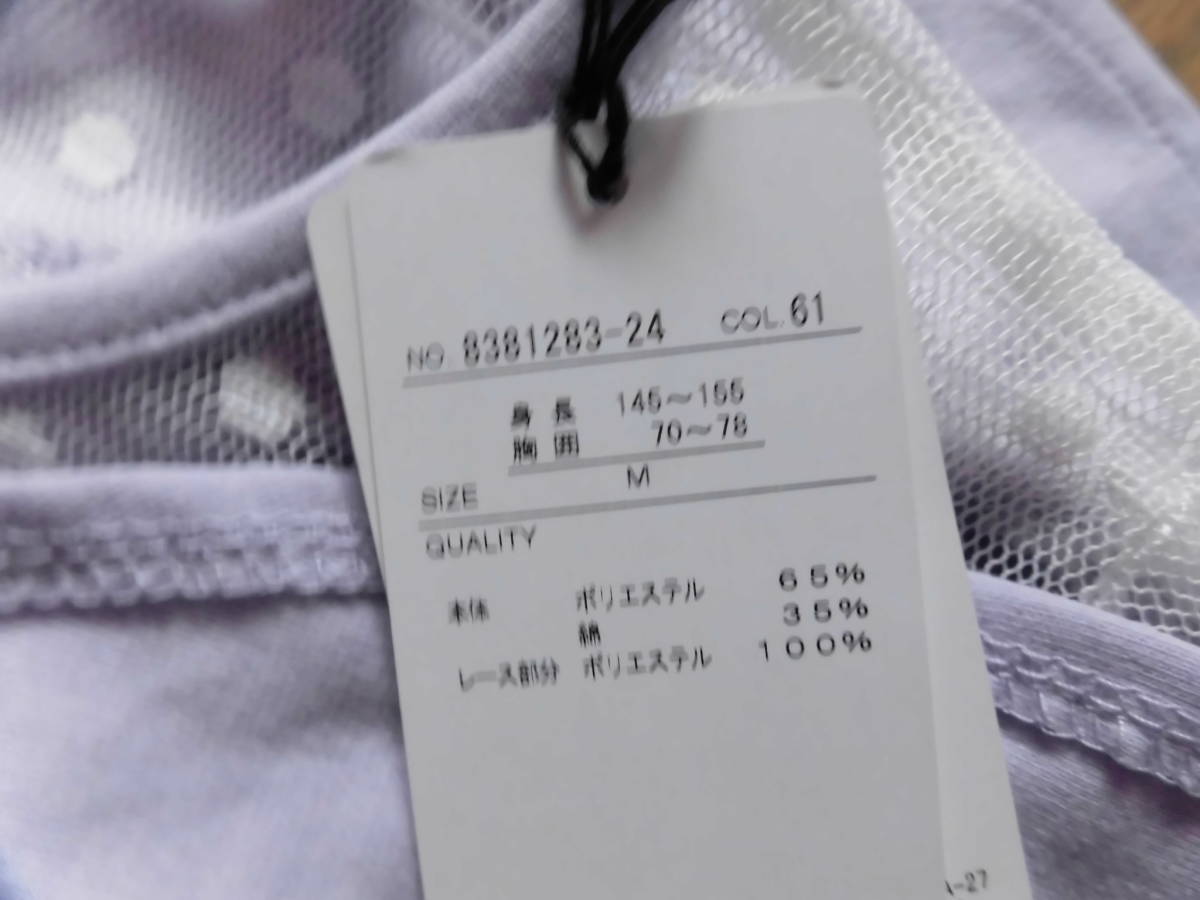 NO. 8381283-24 COL. 61
身長 145～155
胸囲 70～78
SIZE M
QUALITY
本体 ポリエステル 65%
綿 35%
レース部分 ポリエステル 100%
-27